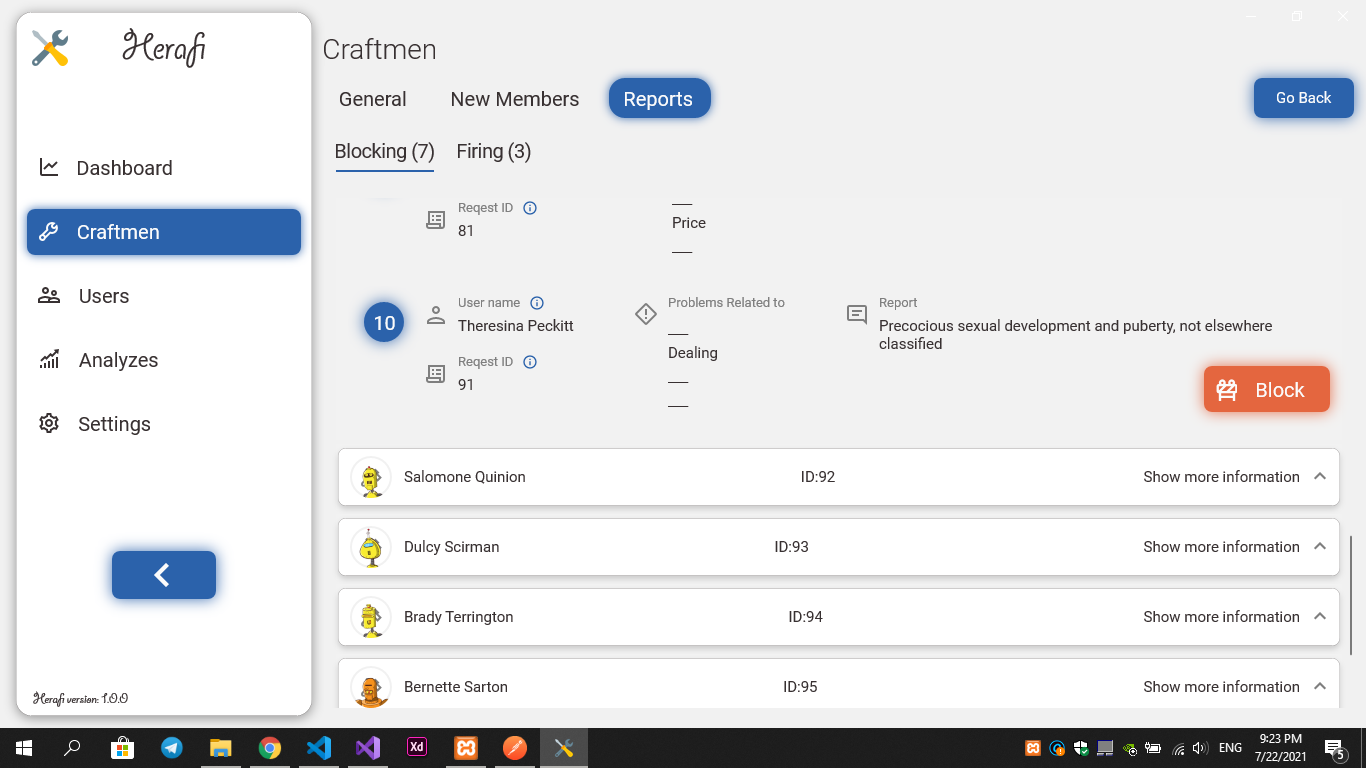 Herafi
Craftmen
General
New Members
Reports
Go Back
Blocking (7)
Firing (3)
Dashboard
Craftmen
Users
Analyzes
Settings
Herafi version: 1.0.0
Reqest ID
81
Price
10
User name
Theresina Peckitt
Problems Related to
Dealing
Report
Precocious sexual development and puberty, not elsewhere
classified
Reqest ID
91
Block
Salomone Quinion
ID:92
Show more information
Dulcy Scirman
ID:93
Show more information
Brady Terrington
ID:94
Show more information
Bernette Sarton
ID:95
Show more information
Xd
ENG
9:23 PM
7/22/2021
5